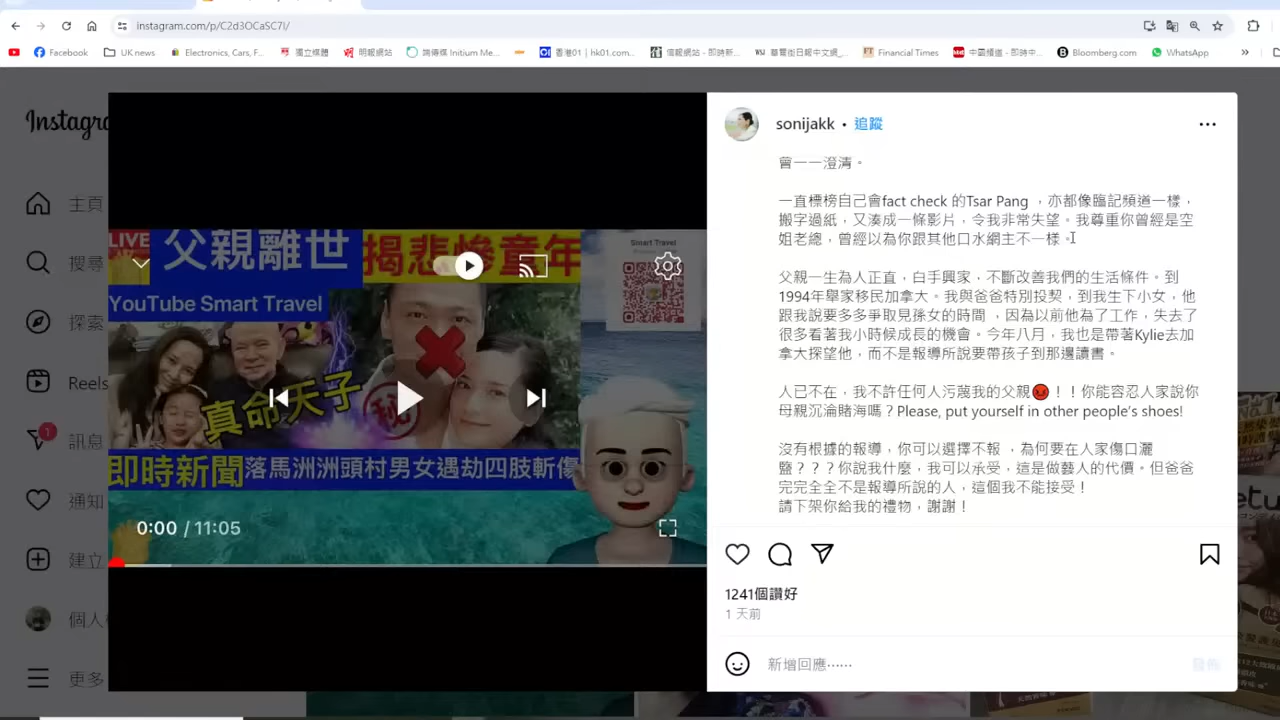 instagram.com/p/C2d3OCaSC7I/
Facebook
UK news
Electronics, Cars, F...
獨立媒體
明報網站
端傳媒 Initium Me...
香港01 | hk01.com...
信報網站 - 即時新...
華爾街日報中文網_...
Financial Times
即時中...
Bloomberg.com
WhatsApp
»
Instagra
主頁
搜尋
探索
Reels
1
訊息
通知
建立
個人
更多
LIVE
父親離世
揭悲慘童年
YouTube Smart Travel
Smart Travel
真命天子
秘
即時新聞 落馬洲洲頭村男女遇劫四肢斬傷
0:00 / 11:05
sonijakk • 追蹤
曾一一澄清。
一直標榜自己會fact check 的Tsar Pang ，亦都像臨記頻道一樣，
搬字過紙，又湊成一條影片，令我非常失望。我尊重你曾經是空
姐老總，曾經以為你跟其他口水網主不一樣。
父親一生為人正直，白手興家，不斷改善我們的生活條件。到
1994年舉家移民加拿大。我與爸爸特別投契，到我生下小女，他
跟我說要多多爭取見孫女的時間 ，因為以前他為了工作，失去了
很多看著我小時候成長的機會。今年八月，我也是帶著Kylie去加
拿大探望他，而不是報導所說要帶孩子到那邊讀書。
人已不在，我不許任何人污衊我的父親😡！！你能容忍人家說你
母親沉淪賭海嗎？Please, put yourself in other people's shoes!
沒有根據的報導，你可以選擇不報 ，為何要在人家傷口灑
鹽？？？你說我什麼，我可以承受，這是做藝人的代價。但爸爸
完完全全不是報導所說的人，這個我不能接受！
請下架你給我的禮物，謝謝！
1241個讚好
1 天前
新增回應……
發佈